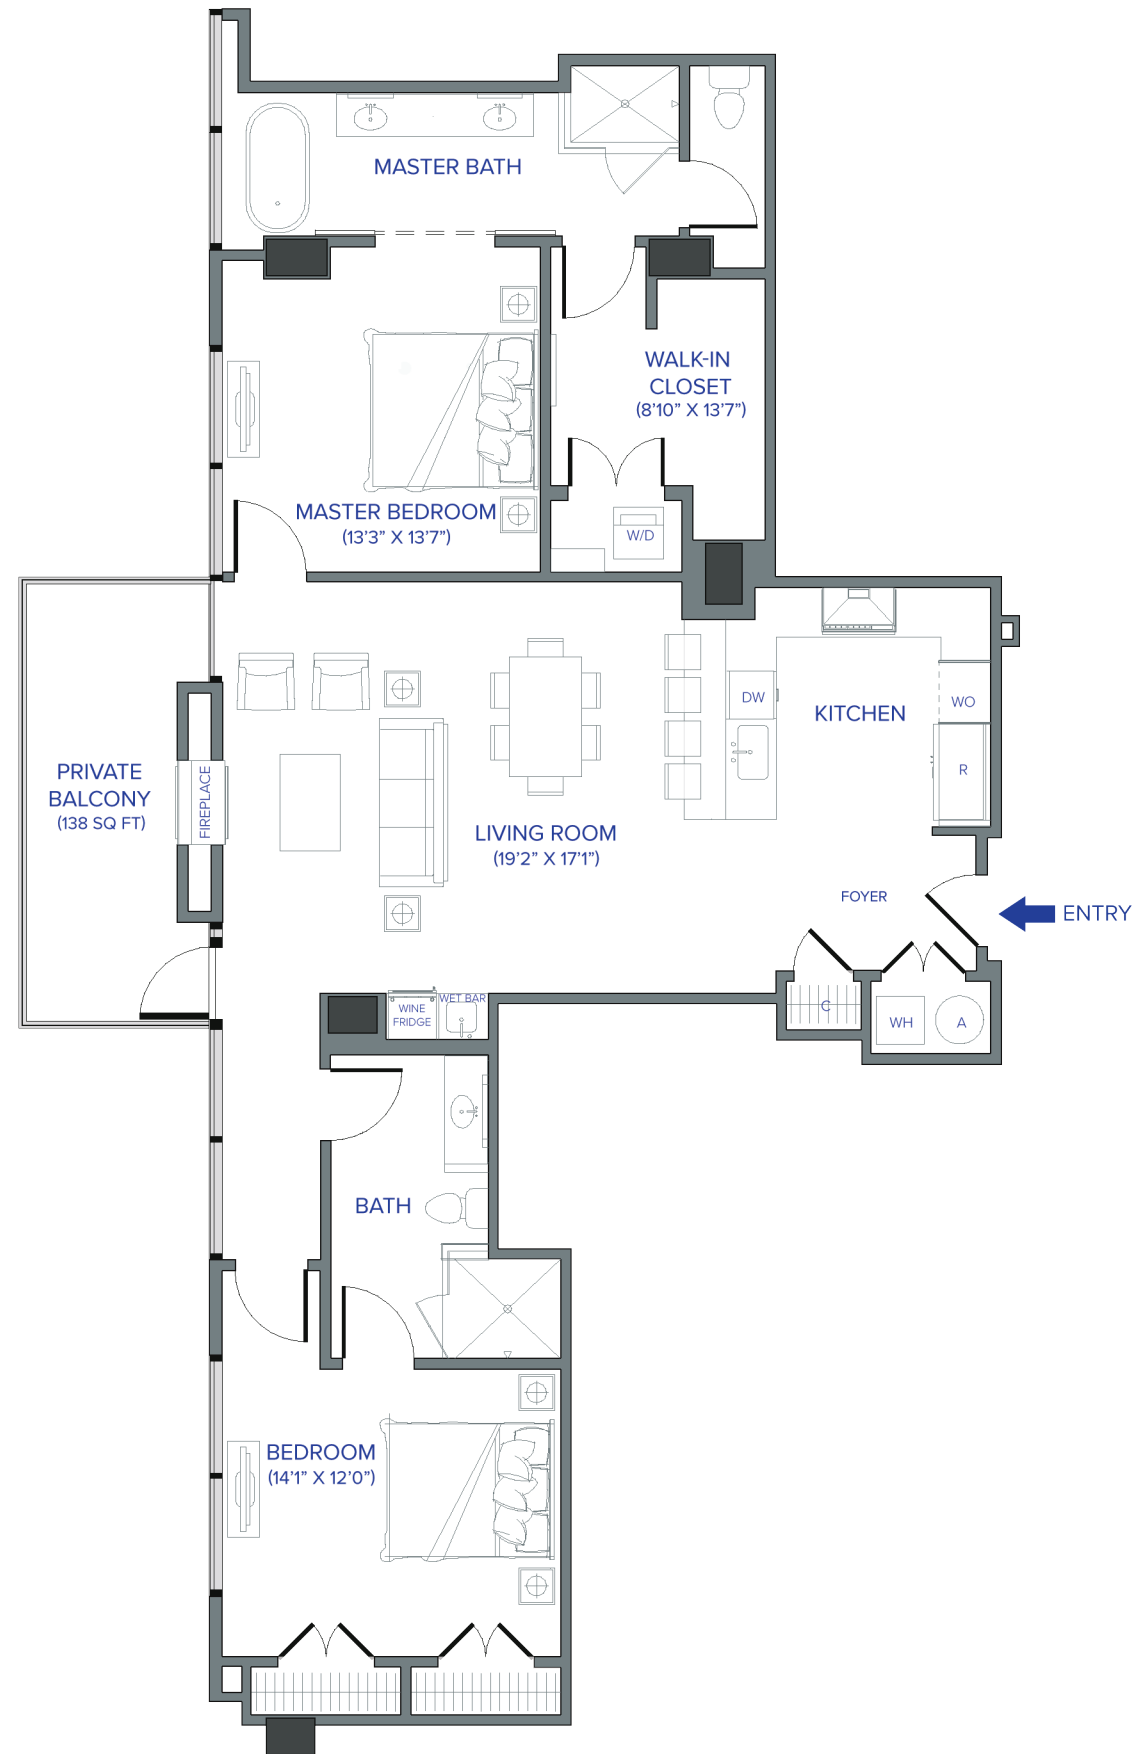 MASTER BATH
WALK-IN
CLOSET
(8'10" X 13'7")
MASTER BEDROOM
(13'3" X 13'7")
W/D
DW
WO
KITCHEN
R
PRIVATE
BALCONY
(138 SQ FT)
FIREPLACE
LIVING ROOM
(19'2" X 17'1")
FOYER
ENTRY
WET BAR
WINE
FRIDGE
C
WH
A
BATH
BEDROOM
(14'1" X 12'0")